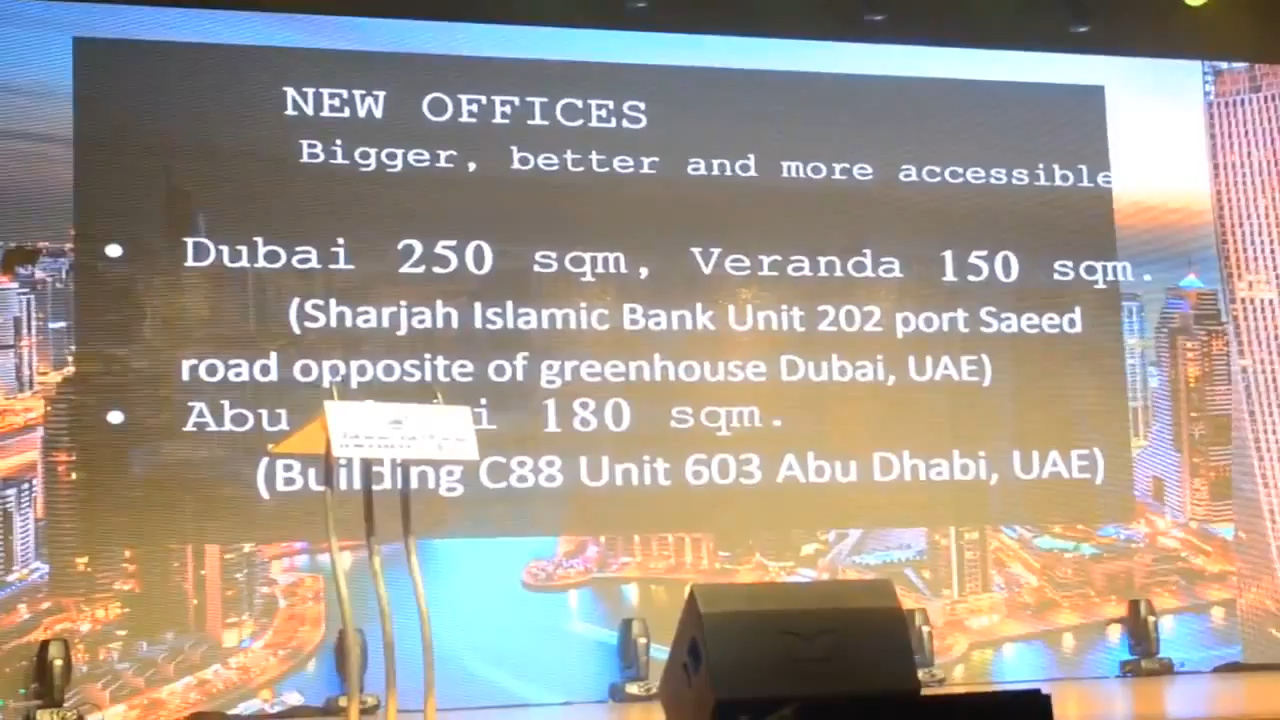 NEW OFFICES
Bigger, better and more accessible
• Dubai 250 sqm, Veranda 150 sqm.
(Sharjah Islamic Bank Unit 202 port Saeed
road opposite of greenhouse Dubai, UAE)
• Abu 180 sqm.
(Building C88 Unit 603 Abu Dhabi, UAE)